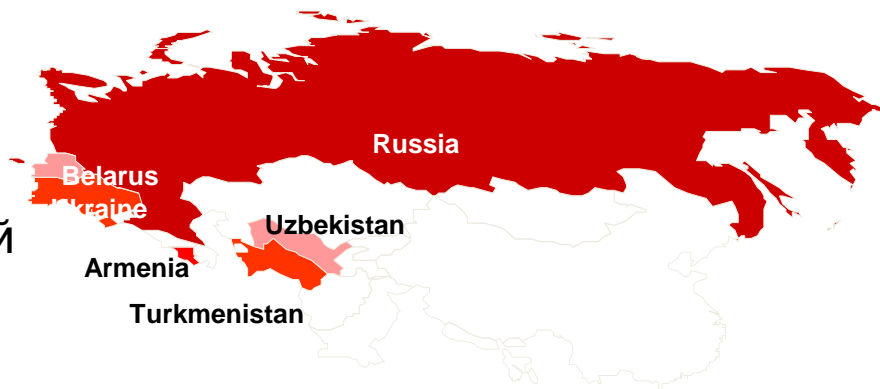 Russia
Belarus
Ukraine
Uzbekistan
й
Armenia
Turkmenistan